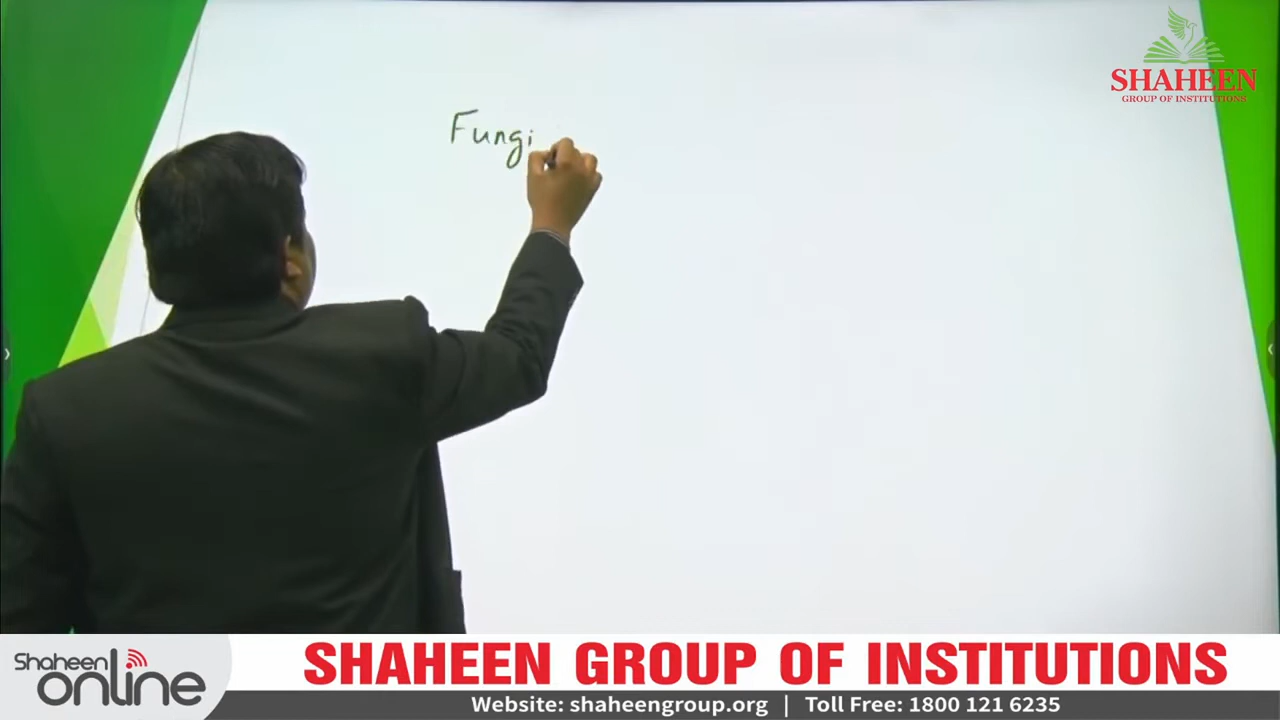 SHAHEEN
GROUP OF INSTITUTIONS
Fungi
Shaheen
online
SHAHEEN GROUP OF INSTITUTIONS
Website: shaheengroup.org | Toll Free: 1800 121 6235